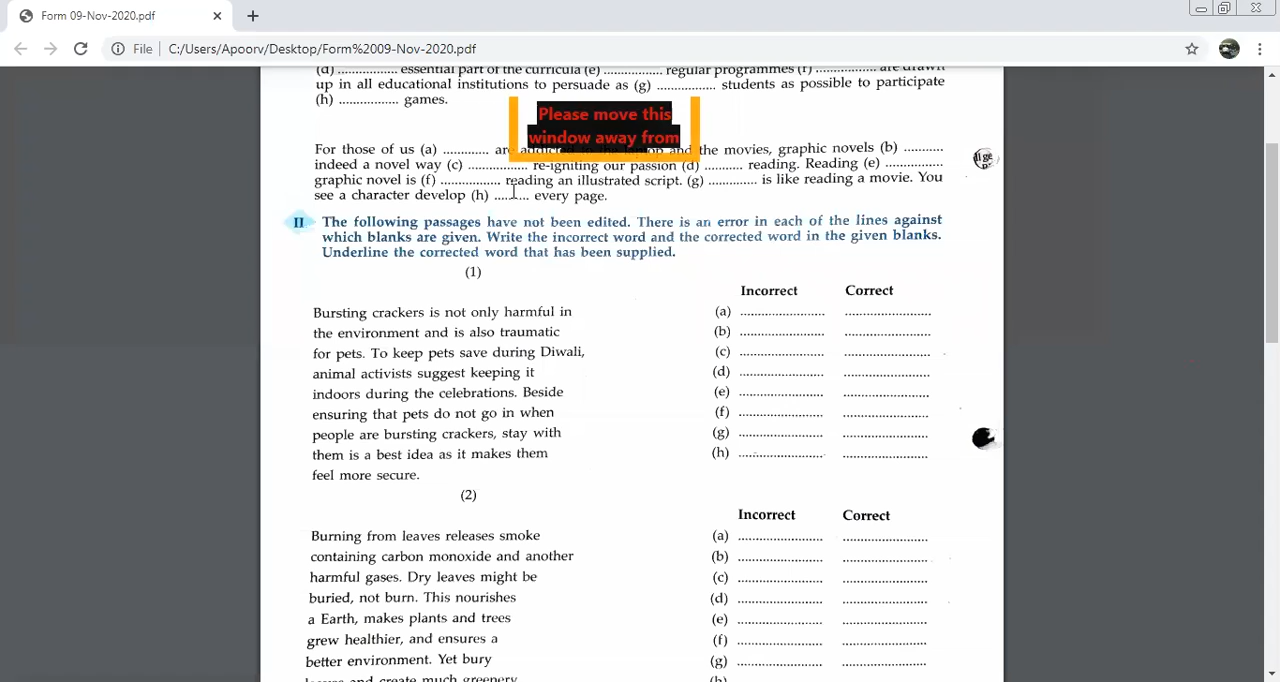 Form 09-Nov-2020.pdf
File C:/Users/Apoorv/Desktop/Form%2009-Nov-2020.pdf
(d) ................ essential part of the curricula (e) ................ regular programmes (f) ................ are drawn
up in all educational institutions to persuade as (g) ................ students as possible to participate
(h) ................ games.
Please move this
window away from
For those of us (a) ............ are addicted to the laptop and the movies, graphic novels (b) ...........
indeed a novel way (c) ................ re-igniting our passion (d) ............. reading. Reading (e) ...............
graphic novel is (f) ................ reading an illustrated script. (g) ............. is like reading a movie. You
see a character develop (h) .......... every page.
II The following passages have not been edited. There is an error in each of the lines against
which blanks are given. Write the incorrect word and the corrected word in the given blanks.
Underline the corrected word that has been supplied.
(1)
Incorrect Correct
Bursting crackers is not only harmful in (a) ........................ ........................
the environment and is also traumatic (b) ........................ ........................
for pets. To keep pets save during Diwali, (c) ........................ ........................
animal activists suggest keeping it (d) ........................ ........................
indoors during the celebrations. Beside (e) ........................ ........................
ensuring that pets do not go in when (f) ........................ ........................
people are bursting crackers, stay with (g) ........................ ........................
them is a best idea as it makes them (h) ........................ ........................
feel more secure.
(2)
Incorrect Correct
Burning from leaves releases smoke (a) ........................ ........................
containing carbon monoxide and another (b) ........................ ........................
harmful gases. Dry leaves might be (c) ........................ ........................
buried, not burn. This nourishes (d) ........................ ........................
a Earth, makes plants and trees (e) ........................ ........................
grew healthier, and ensures a (f) ........................ ........................
better environment. Yet bury (g) ........................ ........................
leaves and create much greenery (h)